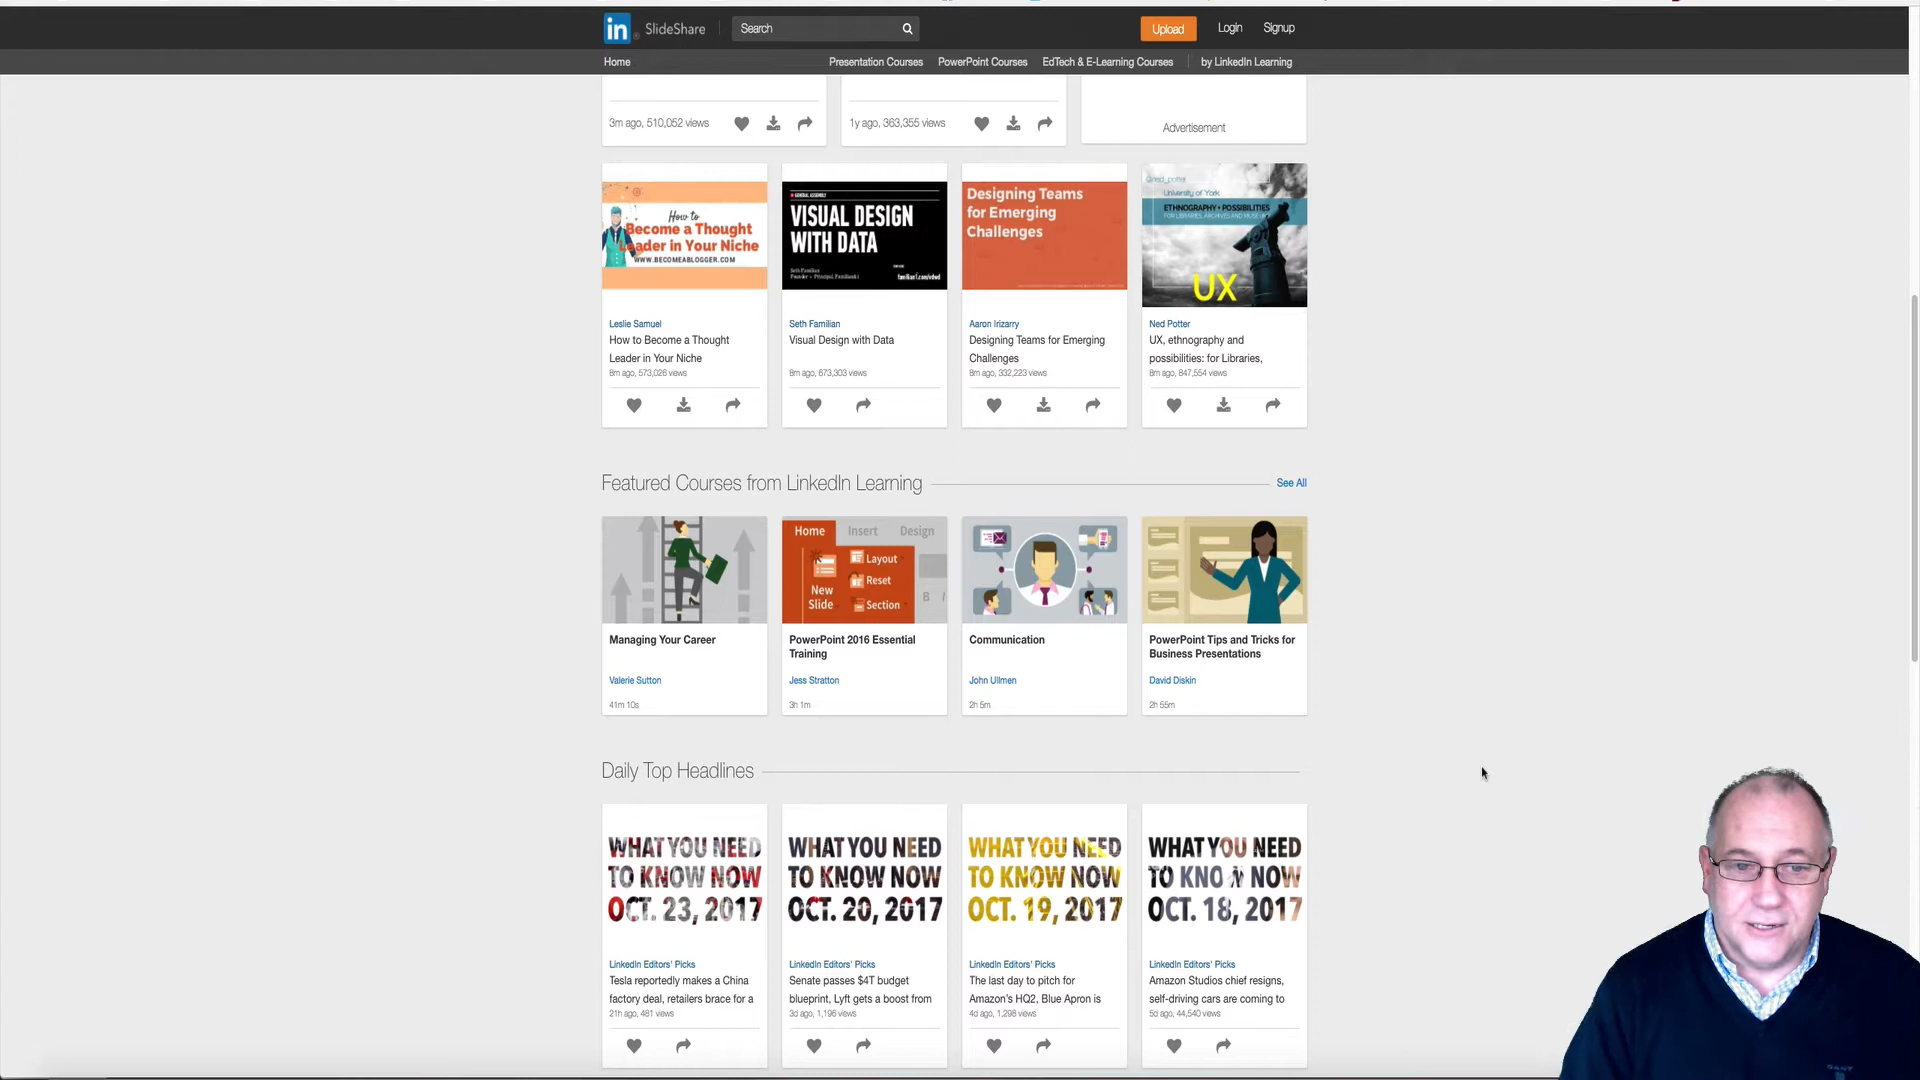 in SlideShare Search Upload Login Signup
Home Presentation Courses PowerPoint Courses EdTech & E-Learning Courses by LinkedIn Learning
3m ago, 510,052 views
1y ago, 363,355 views
Advertisement
How to
Become a Thought
Leader in Your Niche
WWW.BECOMEABLOGGER.COM
GENERAL ASSEMBLY
VISUAL DESIGN
WITH DATA
Seth Familian
Designing Teams
for Emerging
Challenges
@ned_potter
University of York
ETHNOGRAPHY + POSSIBILITIES
UX
Leslie Samuel
How to Become a Thought
Leader in Your Niche
8m ago, 573,026 views
Seth Familian
Visual Design with Data
8m ago, 673,303 views
Aaron Irizarry
Designing Teams for Emerging
Challenges
8m ago, 332,223 views
Ned Potter
UX, ethnography and
possibilities: for Libraries,
8m ago, 847,554 views
Featured Courses from LinkedIn Learning See All
Home Insert Design
New
Slide
Layout
Reset
Section
B I
Managing Your Career
Valerie Sutton
41m 10s
PowerPoint 2016 Essential
Training
Jess Stratton
3h 1m
Communication
John Ullmen
2h 5m
PowerPoint Tips and Tricks for
Business Presentations
David Diskin
2h 55m
Daily Top Headlines
WHAT YOU NEED
TO KNOW NOW
OCT. 23, 2017
WHAT YOU NEED
TO KNOW NOW
OCT. 20, 2017
WHAT YOU NEED
TO KNOW NOW
OCT. 19, 2017
WHAT YOU NEED
TO KNOW NOW
OCT. 18, 2017
LinkedIn Editors' Picks
Tesla reportedly makes a China
factory deal, retailers brace for a
21h ago, 481 views
LinkedIn Editors' Picks
Senate passes $4T budget
blueprint, Lyft gets a boost from
3d ago, 1,196 views
LinkedIn Editors' Picks
The last day to pitch for
Amazon's HQ2, Blue Apron is
4d ago, 1,298 views
LinkedIn Editors' Picks
Amazon Studios chief resigns,
self-driving cars are coming to
5d ago, 44,540 views